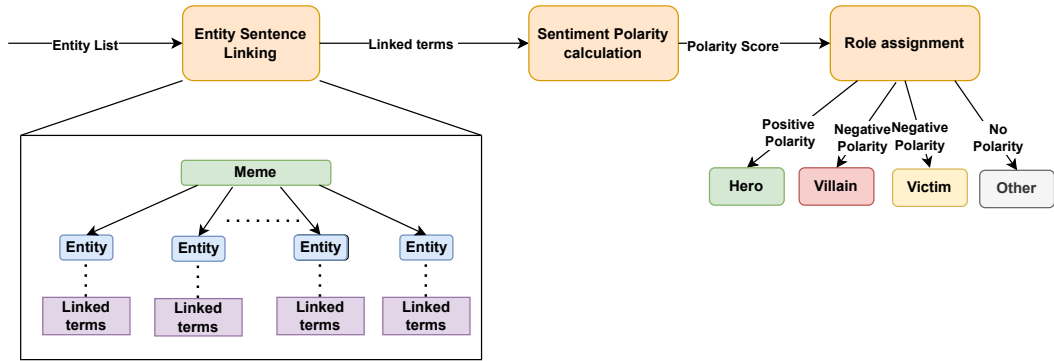 Entity List
Entity Sentence
Linking
Linked terms
Sentiment Polarity
calculation
Polarity Score
Role assignment
Positive
Polarity
Negative
Polarity
Negative
Polarity
No
Polarity
Hero
Villain
Victim
Other
Meme
Entity
Entity
Entity
Entity
Linked
terms
Linked
terms
Linked
terms
Linked
terms